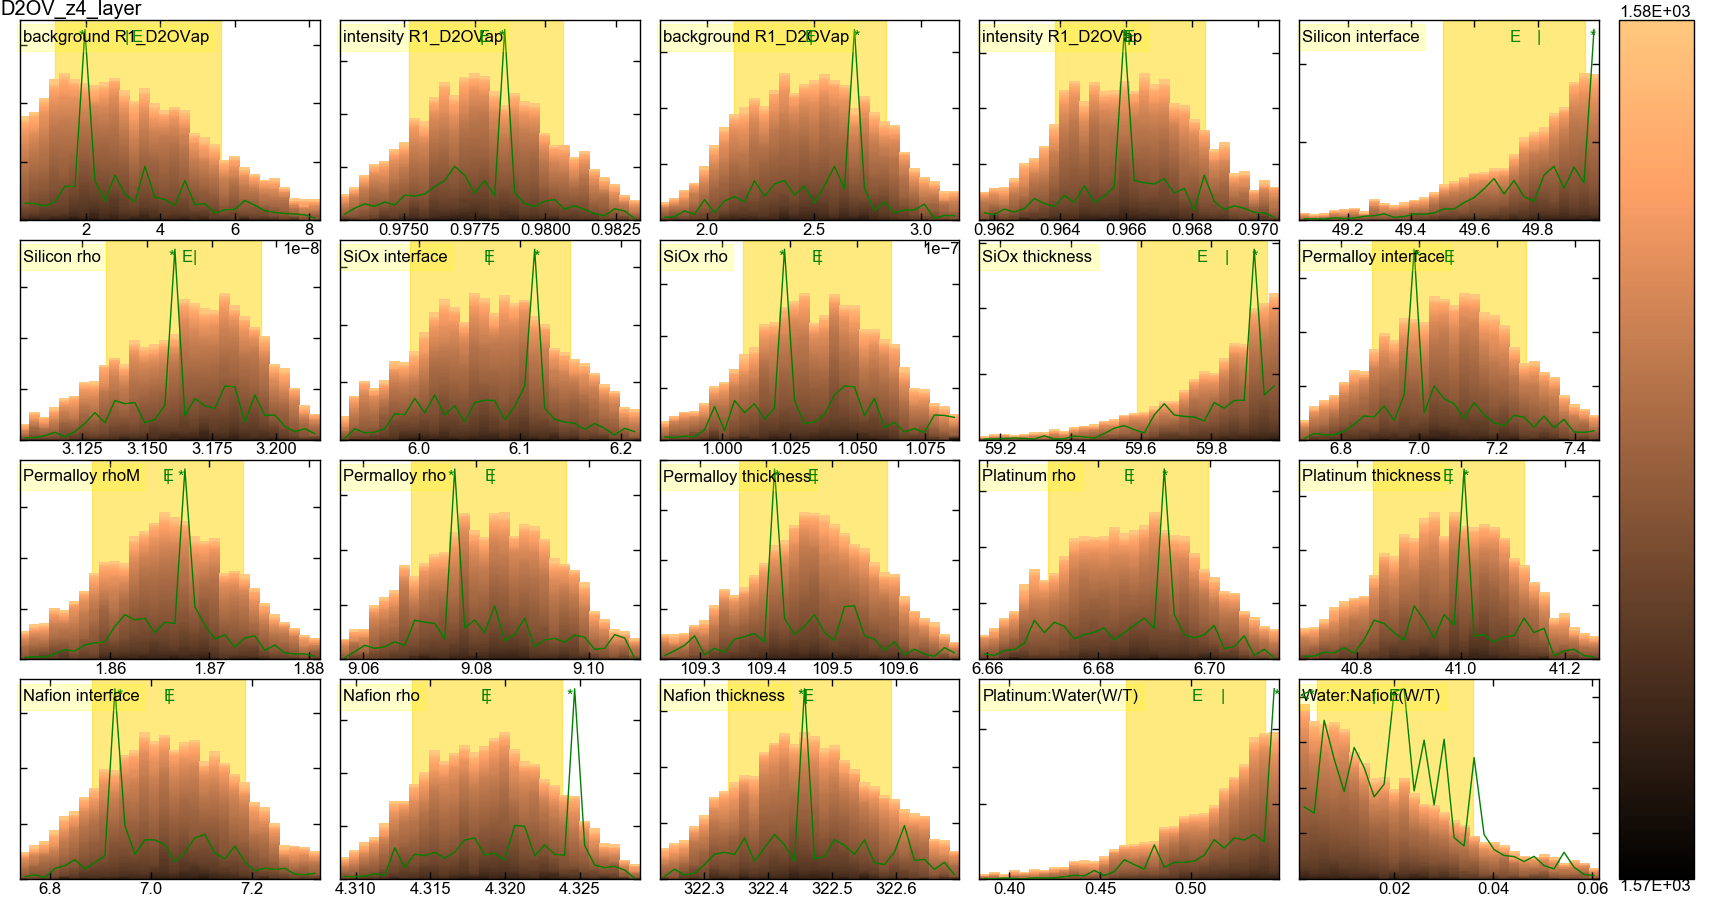 D2OV_z4_layer
1.58E+03
background R1_D2OVap
intensity R1_D2OVap
background R1_D2OVap
intensity R1_D2OVap
Silicon interface
2 4 6 8
0.9750 0.9775 0.9800 0.9825
2.0 2.5 3.0
0.962 0.964 0.966 0.968 0.970
49.2 49.4 49.6 49.8
Silicon rho
1e−8
SiOx interface
SiOx rho
1e−7
SiOx thickness
Permalloy interface
3.125 3.150 3.175 3.200
6.0 6.1 6.2
1.000 1.025 1.050 1.075
59.2 59.4 59.6 59.8
6.8 7.0 7.2 7.4
Permalloy rhoM
Permalloy rho
Permalloy thickness
Platinum rho
Platinum thickness
1.86 1.87 1.88
9.06 9.08 9.10
109.3 109.4 109.5 109.6
6.66 6.68 6.70
40.8 41.0 41.2
Nafion interface
Nafion rho
Nafion thickness
Platinum:Water(W/T)
Water:Nafion(W/T)
6.8 7.0 7.2
4.310 4.315 4.320 4.325
322.3 322.4 322.5 322.6
0.40 0.45 0.50
0.02 0.04 0.06
1.57E+03